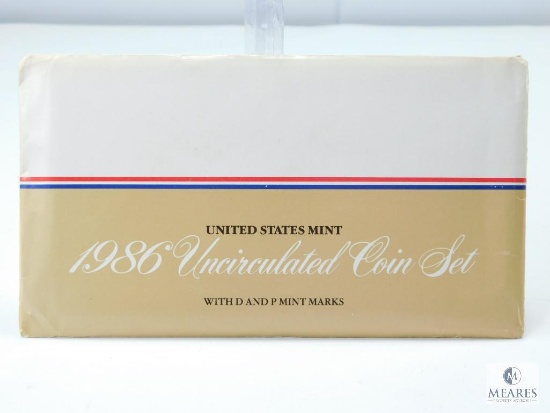 UNITED STATES MINT
1986 Uncirculated Coin Set
WITH D AND P MINT MARKS
M
MEARES